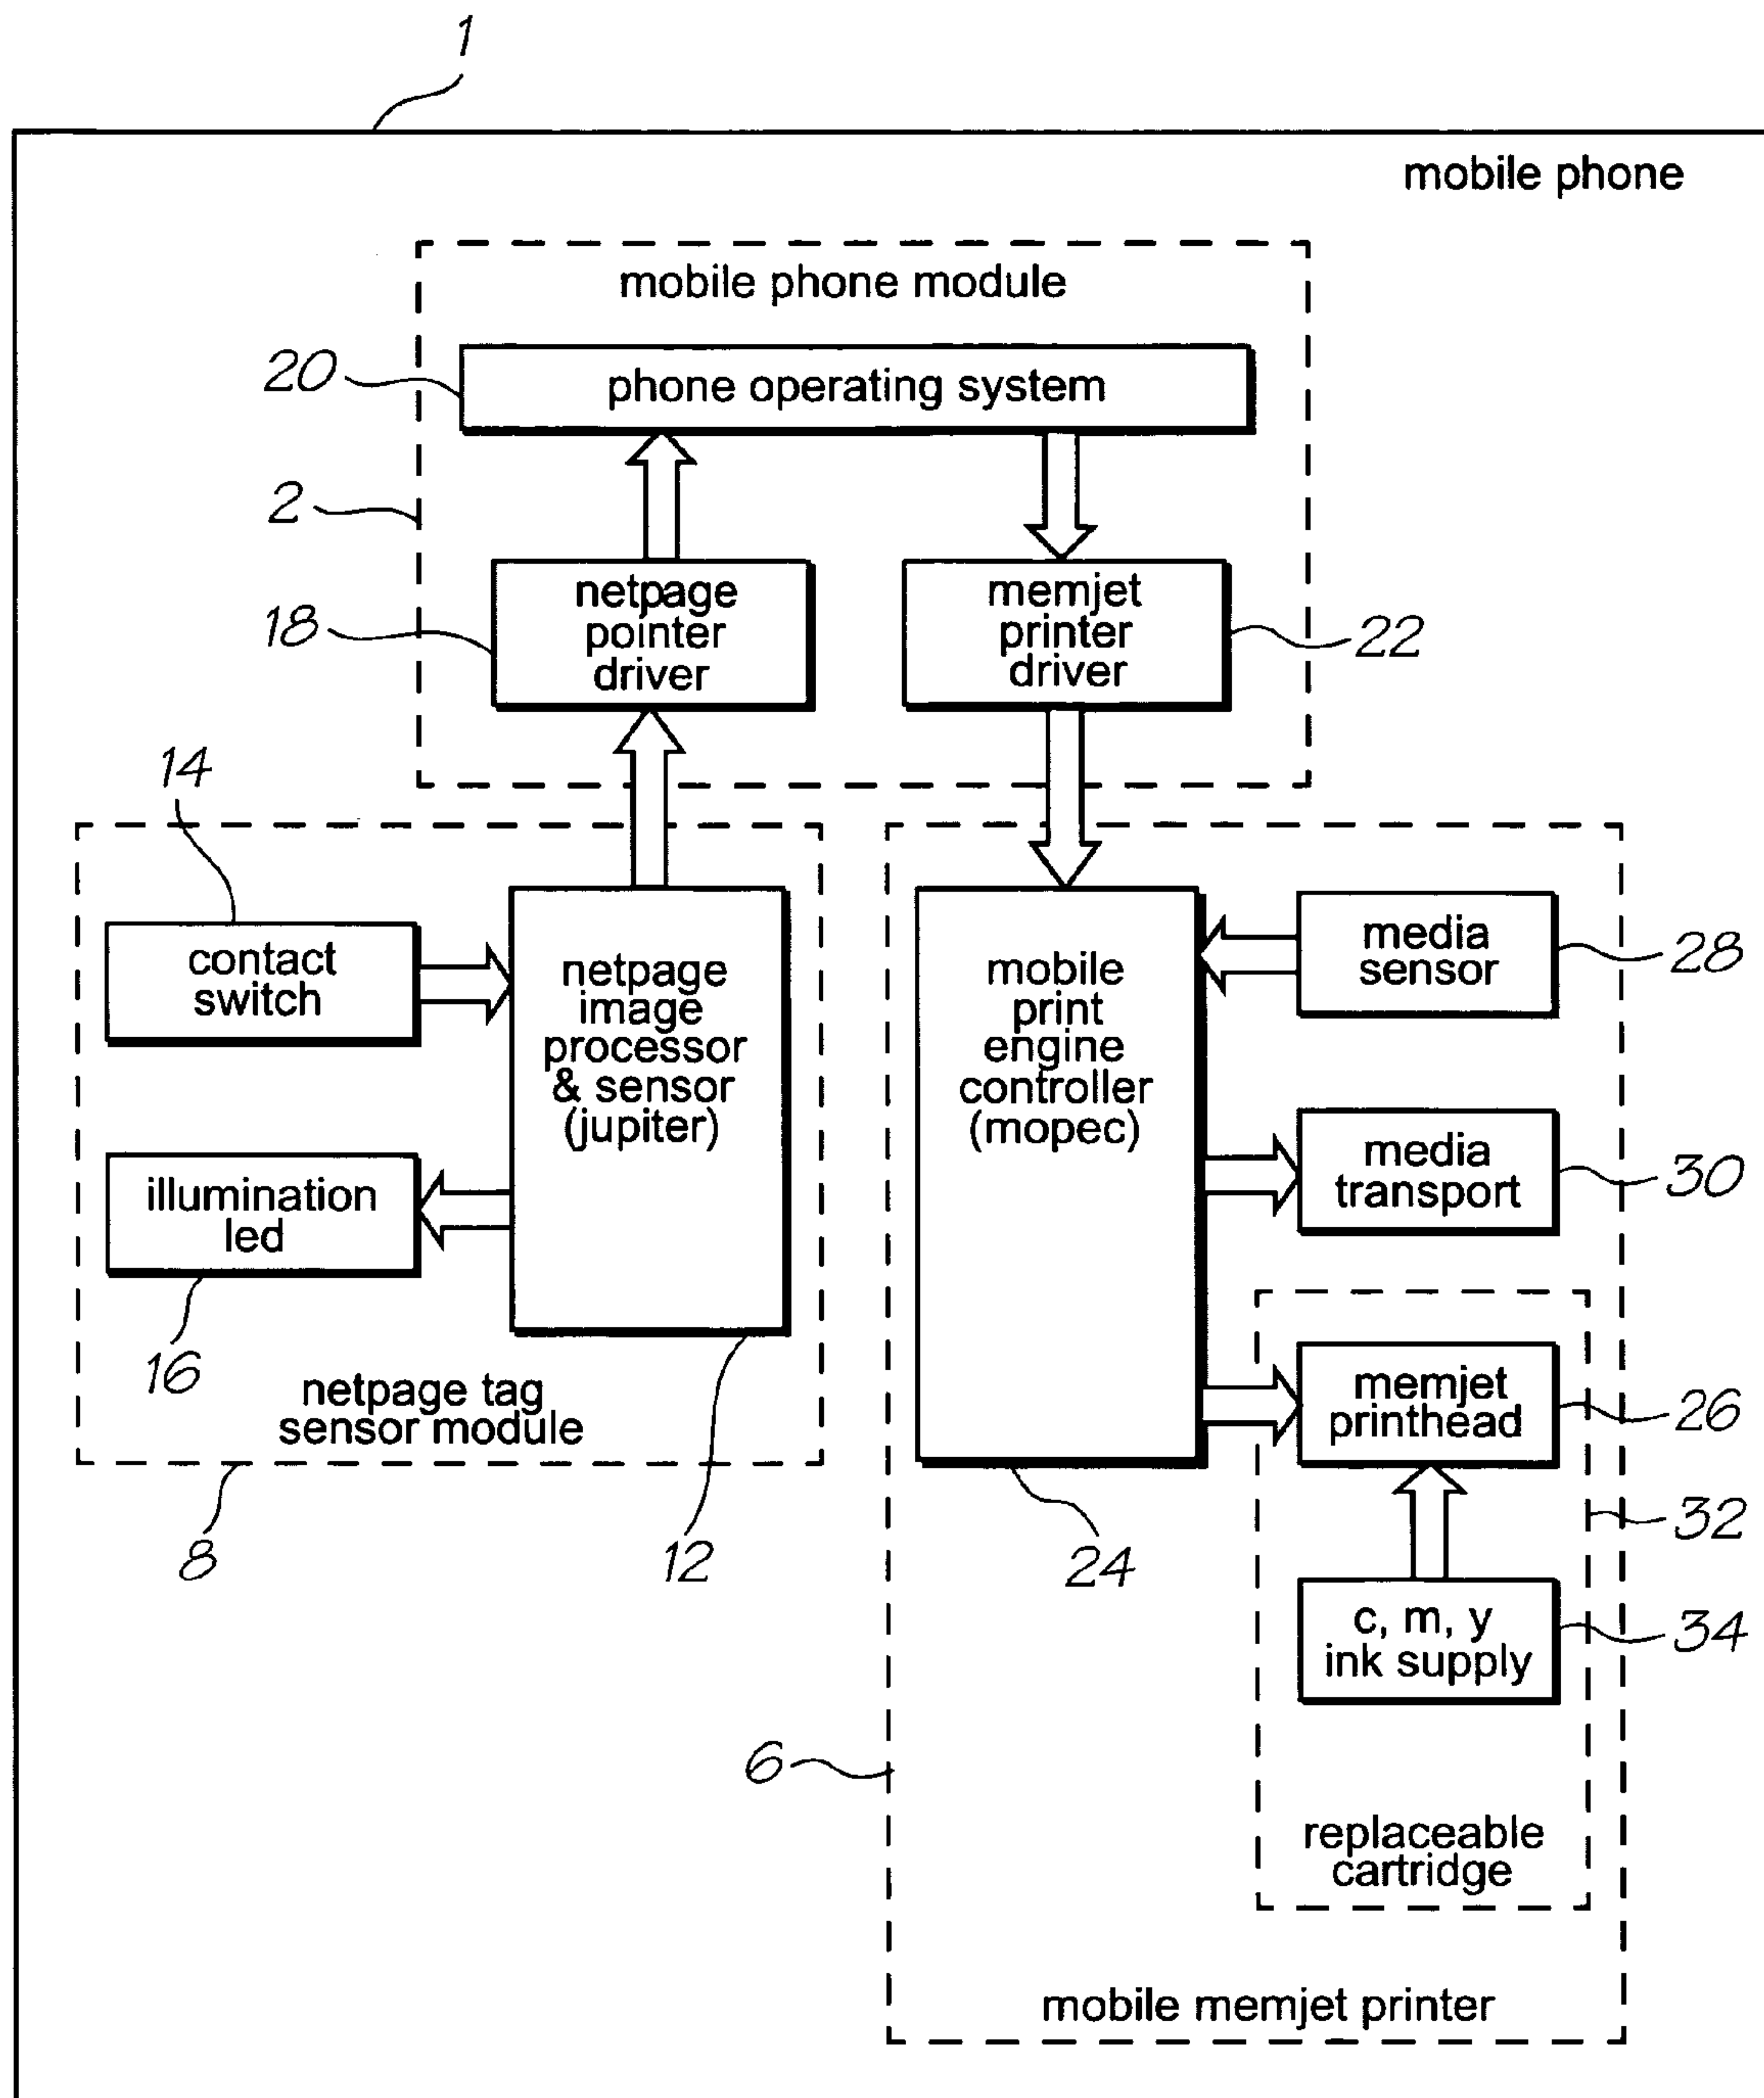 1
mobile phone
mobile phone module
20
phone operating system
2
18
netpage
pointer
driver
memjet
printer
driver
22
14
contact
switch
netpage
image
processor
& sensor
(jupiter)
illumination
led
16
netpage tag
sensor module
8
12
mobile
print
engine
controller
(mopec)
24
media
sensor
28
media
transport
30
memjet
printhead
26
32
c, m, y
ink supply
34
6
replaceable
cartridge
mobile memjet printer